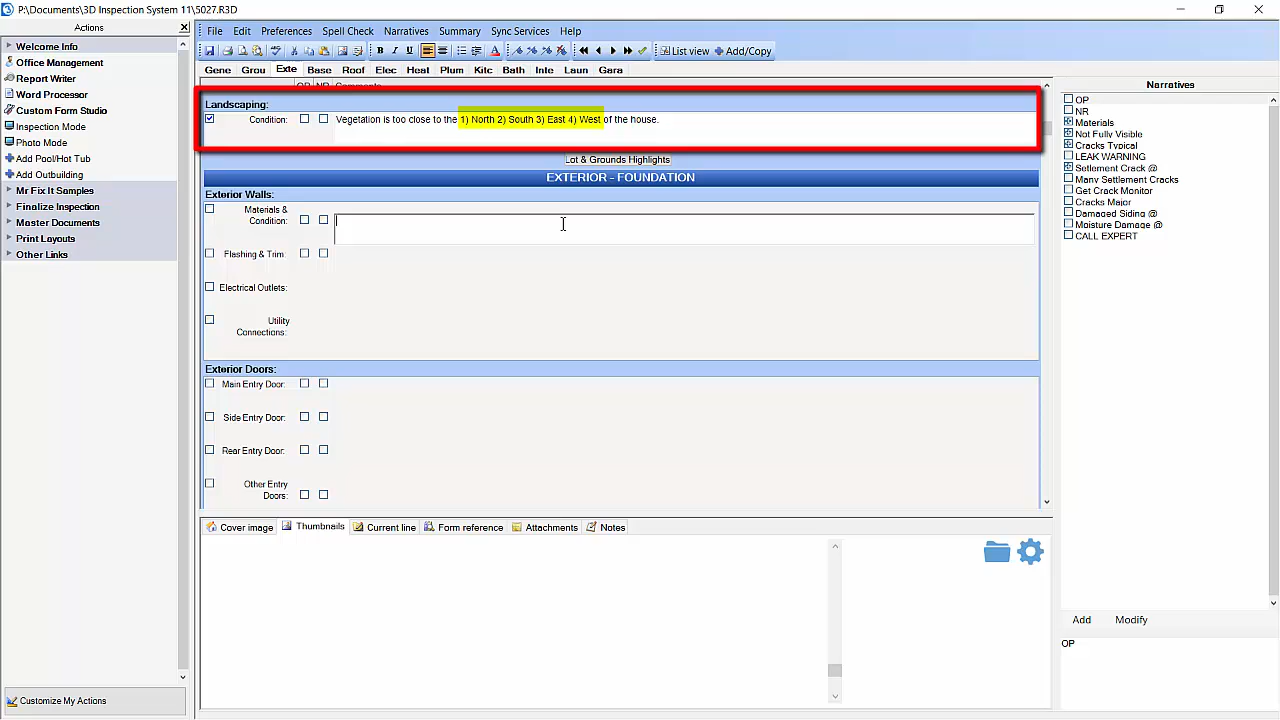 P:\Documents\3D Inspection System 11\5027.R3D
Actions
Welcome Info
Office Management
Report Writer
Word Processor
Custom Form Studio
Inspection Mode
Photo Mode
Add Pool/Hot Tub
Add Outbuilding
Mr Fix It Samples
Finalize Inspection
Master Documents
Print Layouts
Other Links
Customize My Actions
File Edit Preferences Spell Check Narratives Summary Sync Services Help
B I U A List view Add/Copy
Gene Grou Exte Base Roof Elec Heat Plum Kitc Bath Inte Laun Gara
OP NR Comments
Landscaping:
Condition: Vegetation is too close to the 1) North 2) South 3) East 4) West of the house.
Lot & Grounds Highlights
EXTERIOR - FOUNDATION
Exterior Walls:
Materials &
Condition:
Flashing & Trim:
Electrical Outlets:
Utility
Connections:
Exterior Doors:
Main Entry Door:
Side Entry Door:
Rear Entry Door:
Other Entry
Doors:
Cover image Thumbnails Current line Form reference Attachments Notes
Narratives
OP
NR
Materials
Not Fully Visible
Cracks Typical
LEAK WARNING
Settlement Crack @
Many Settlement Cracks
Get Crack Monitor
Cracks Major
Damaged Siding @
Moisture Damage @
CALL EXPERT
Add Modify
OP